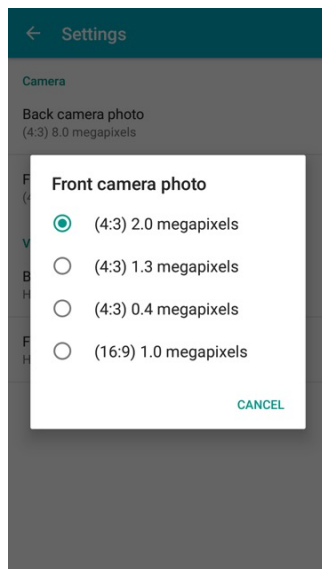 Settings
Camera
Back camera photo
(4:3) 8.0 megapixels
F
(4
Front camera photo
(4:3) 2.0 megapixels
(4:3) 1.3 megapixels
(4:3) 0.4 megapixels
(16:9) 1.0 megapixels
V
B
H
F
H
CANCEL